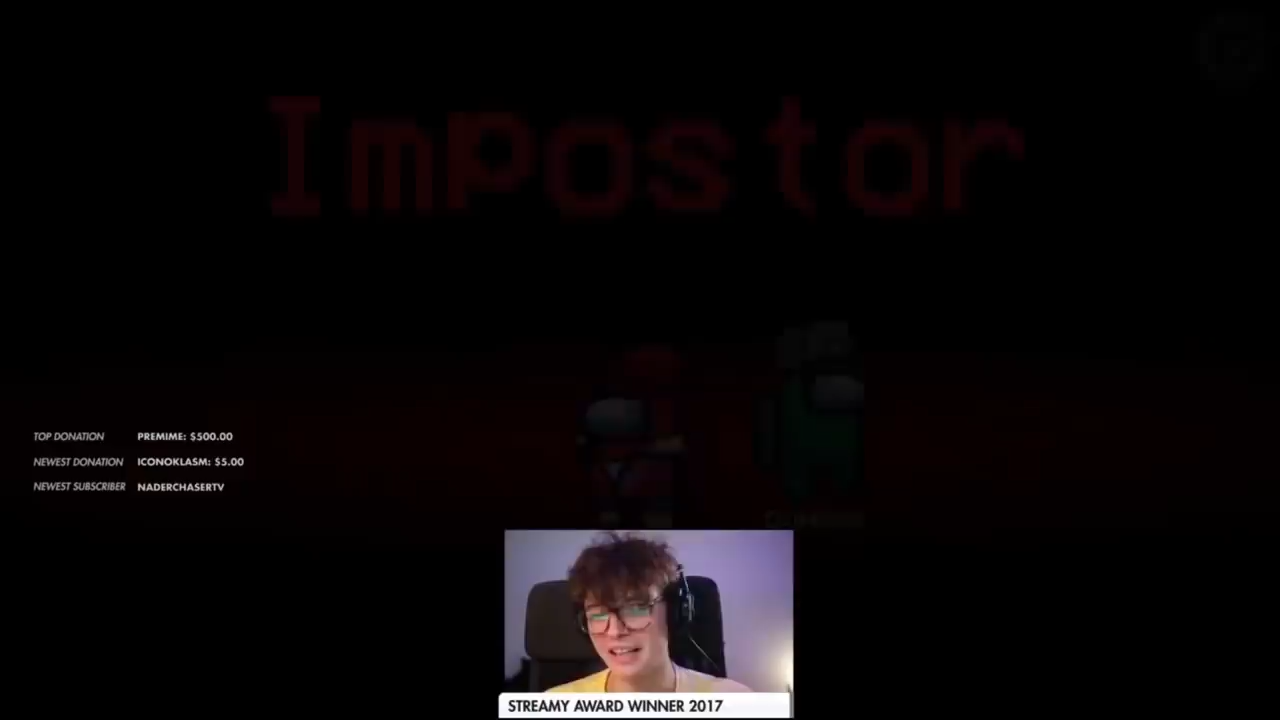 Impostor
TOP DONATION PREMIME: $500.00
NEWEST DONATION ICONOKLASM: $5.00
NEWEST SUBSCRIBER NADERCHASERTV
STREAMY AWARD WINNER 2017